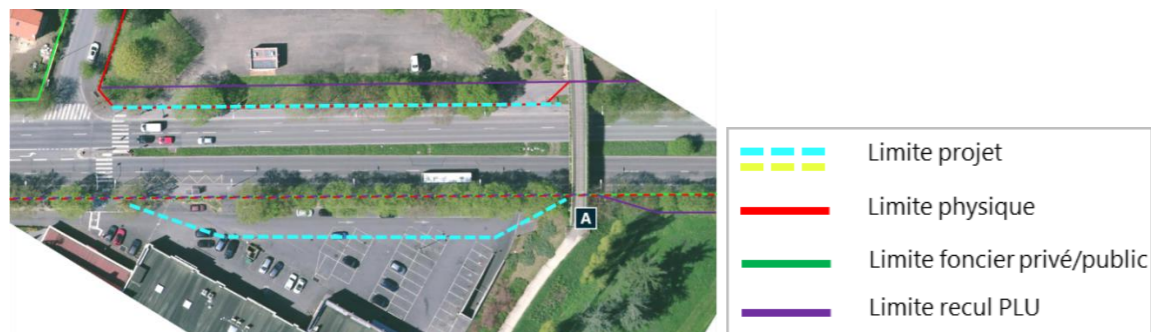 A
Limite projet
Limite physique
Limite foncier privé/public
Limite recul PLU